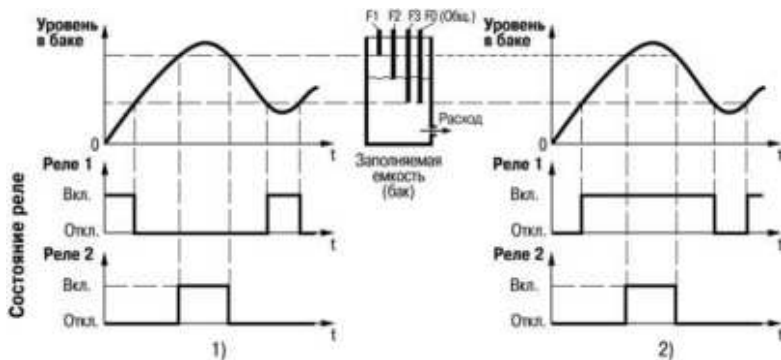 Уровень
в баке
0
t
Состояние реле
Реле 1
Вкл.
Откл.
t
Реле 2
Вкл.
Откл.
t
1)
F1 F2 F3 F0 (Общ.)
Расход
Заполняемая
емкость
(бак)
Уровень
в баке
0
t
Реле 1
Вкл.
Откл.
t
Реле 2
Вкл.
Откл.
t
2)